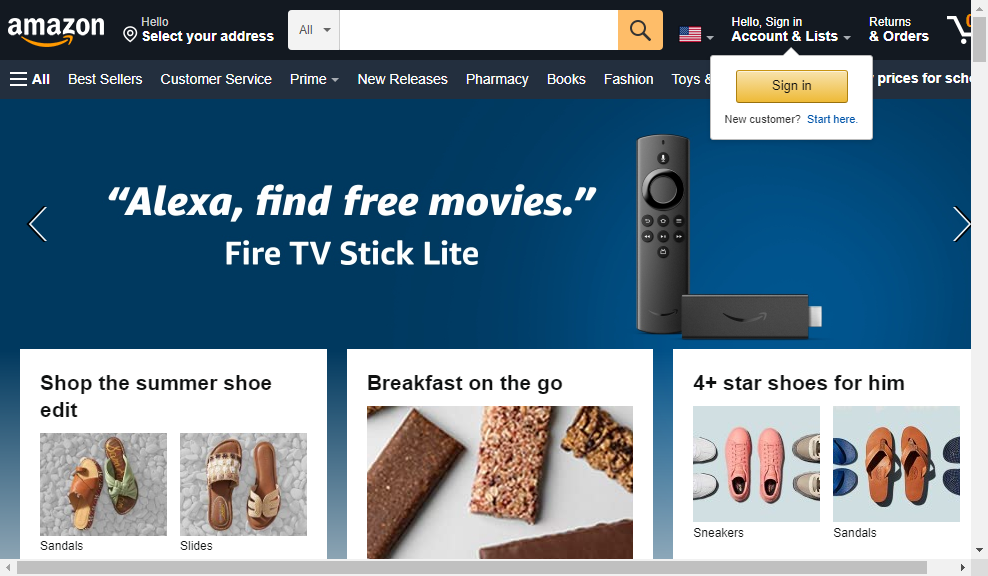 amazon
Hello
Select your address
All
Hello, Sign in
Account & Lists
Returns
& Orders
0
All
Best Sellers
Customer Service
Prime
New Releases
Pharmacy
Books
Fashion
Toys &
prices for scho
Sign in
New customer? Start here.
“Alexa, find free movies.”
Fire TV Stick Lite
Shop the summer shoe
edit
Breakfast on the go
4+ star shoes for him
Sandals
Slides
Sneakers
Sandals